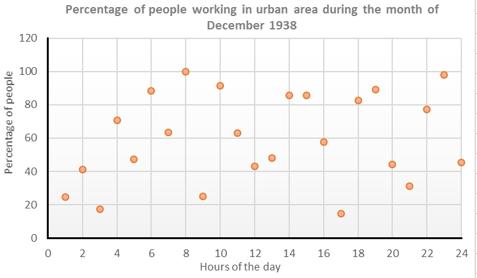 Percentage of people working in urban area during the month of
December 1938
120
100
80
60
40
20
0
Percentage of people
0 2 4 6 8 10 12 14 16 18 20 22 24
Hours of the day